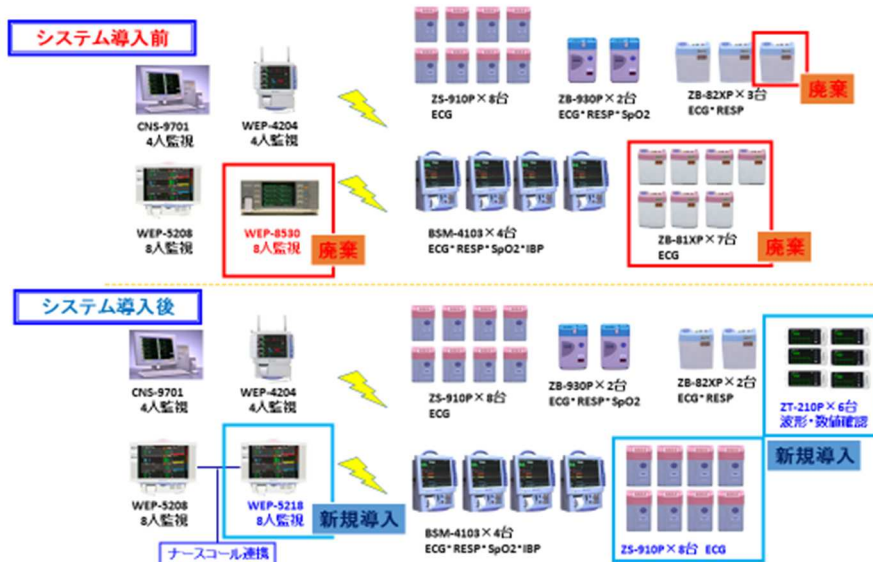 システム導入前
CNS-9701
4人監視
WEP-4204
4人監視
ZS-910P×8台
ECG
ZB-930P×2台
ECG*RESP*SpO2
ZB-82XP×3台
ECG*RESP
廃棄
WEP-5208
8人監視
WEP-8530
8人監視
廃棄
BSM-4103×4台
ECG*RESP*SpO2*IBP
ZB-81XP×7台
ECG
廃棄
システム導入後
CNS-9701
4人監視
WEP-4204
4人監視
ZS-910P×8台
ECG
ZB-930P×2台
ECG*RESP*SpO2
ZB-82XP×2台
ECG*RESP
ZT-210P×6台
波形・数値確認
新規導入
WEP-5208
8人監視
WEP-5218
8人監視
新規導入
ナースコール連携
BSM-4103×4台
ECG*RESP*SpO2*IBP
ZS-910P×8台 ECG